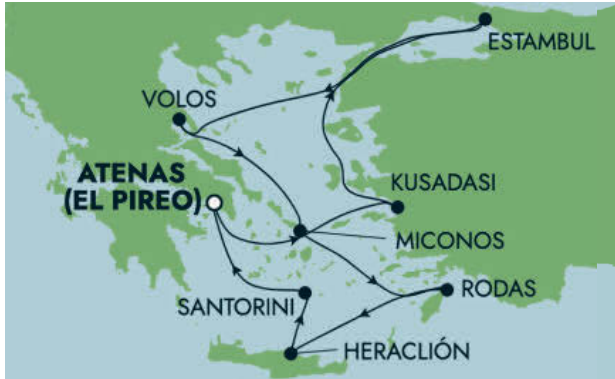 ESTAMBUL
VOLOS
ATENAS
(EL PIREO)
KUSADASI
MICONOS
SANTORINI
RODAS
HERACLIÓN